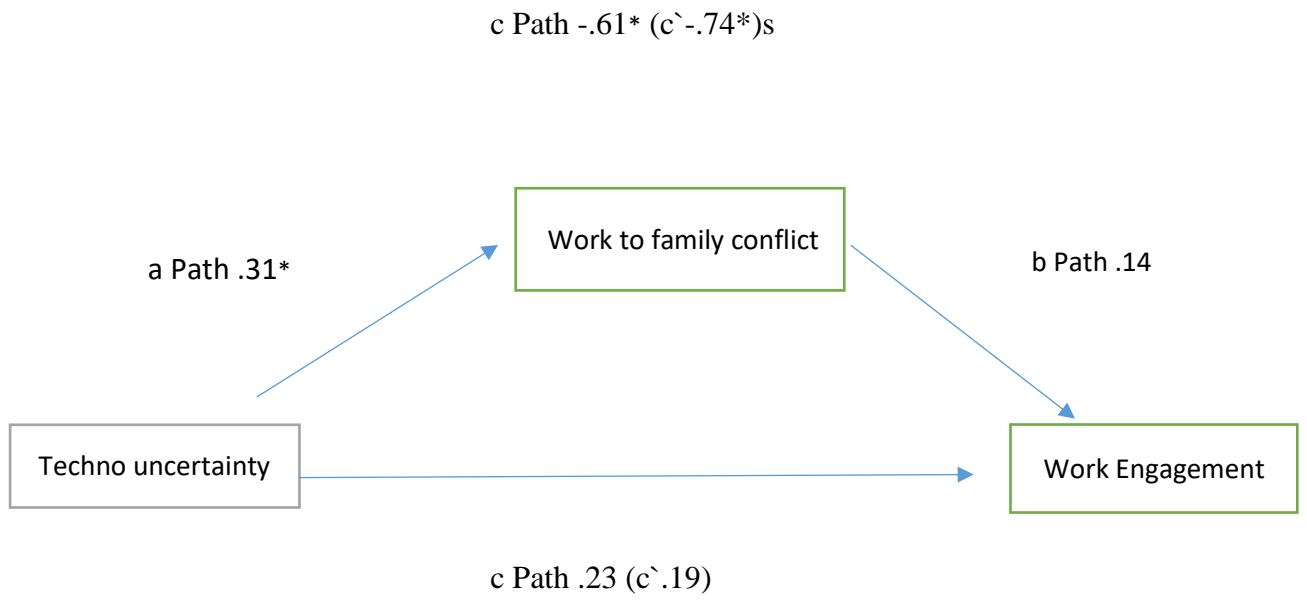 c Path -.61* (c`-.74*)s
Work to family conflict
a Path .31*
b Path .14
Techno uncertainty
Work Engagement
c Path .23 (c`.19)